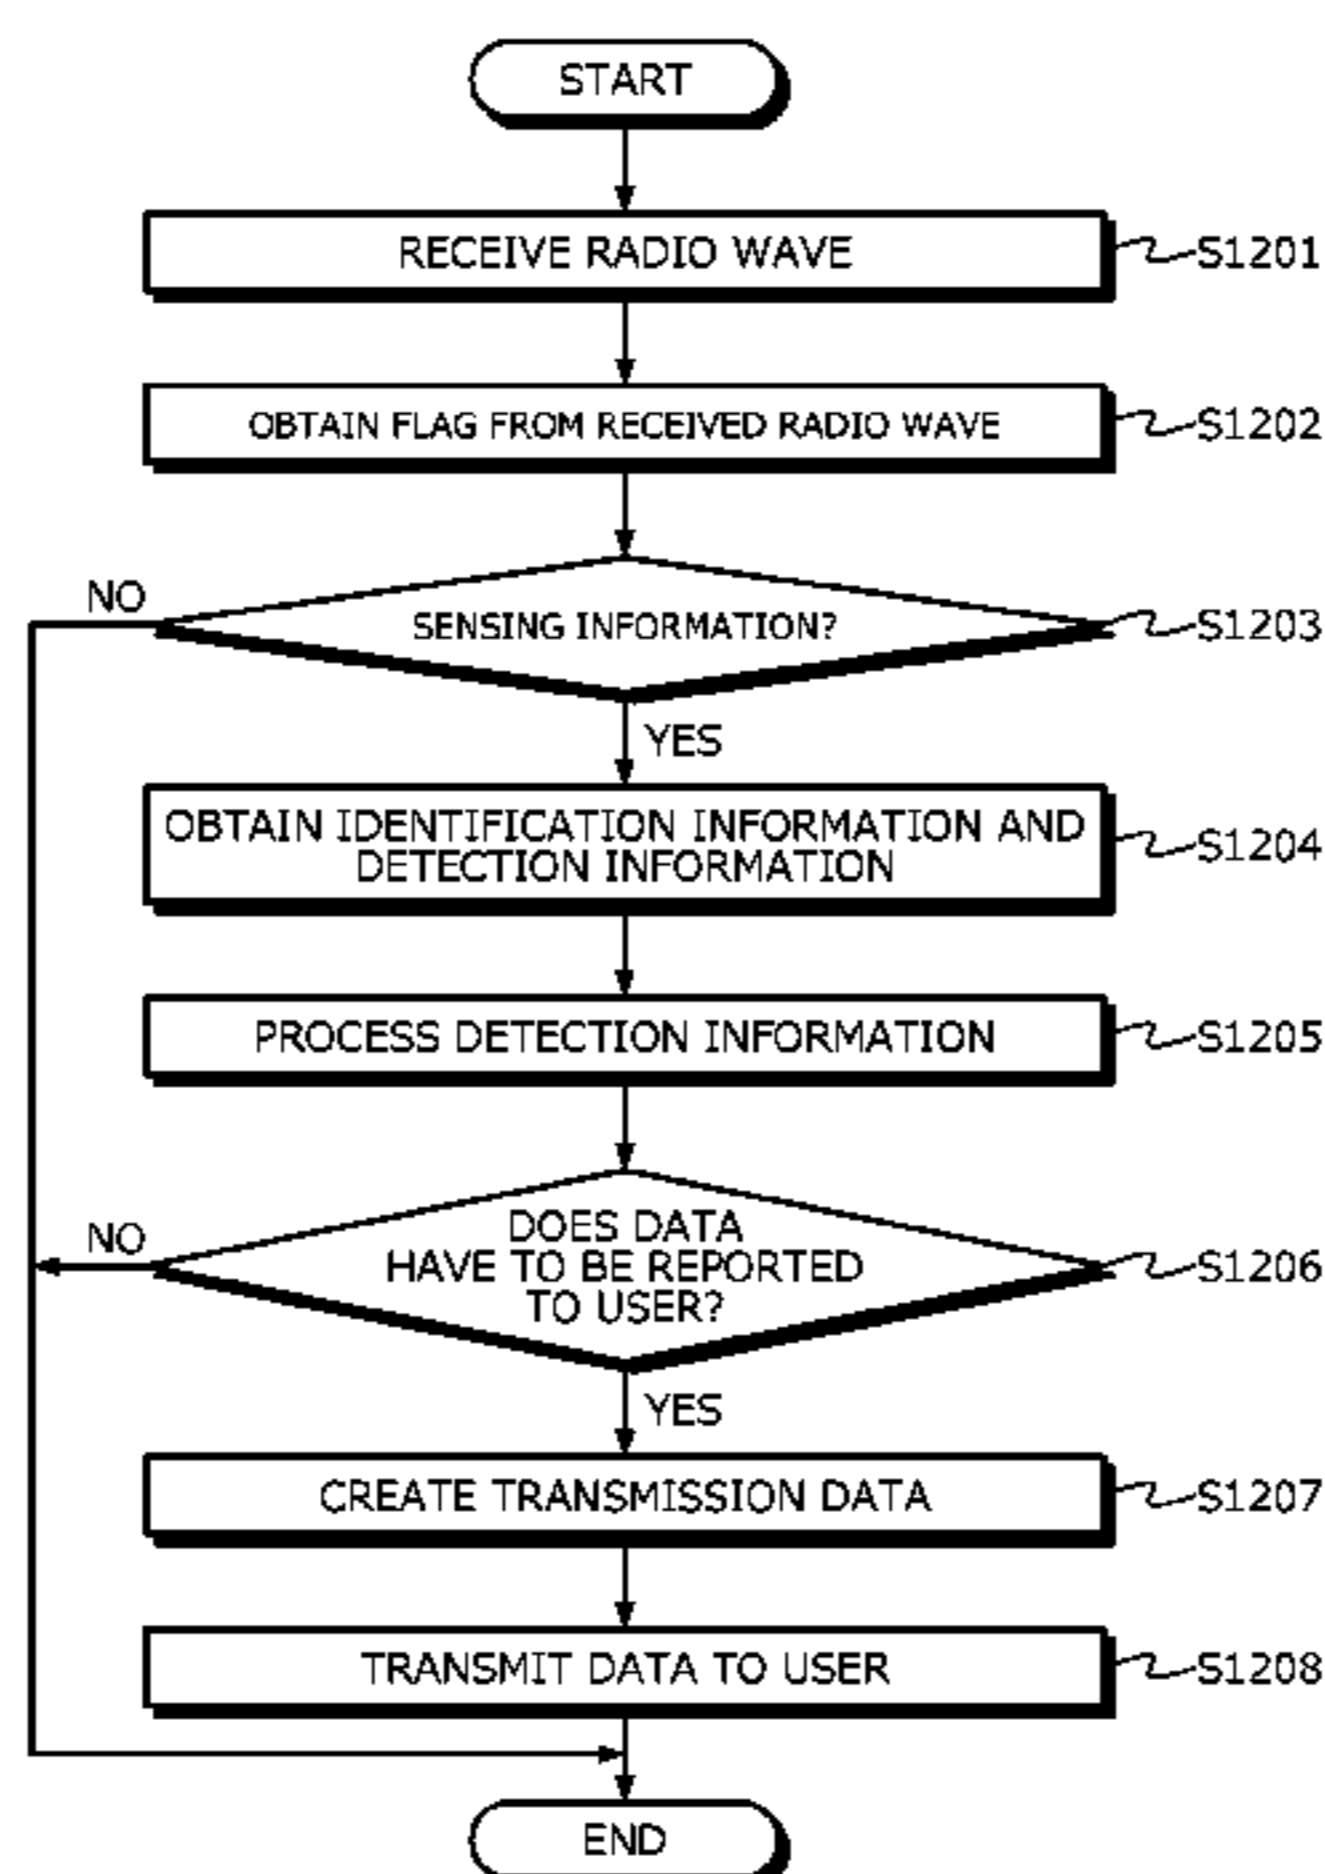 START
RECEIVE RADIO WAVE
S1201
OBTAIN FLAG FROM RECEIVED RADIO WAVE
S1202
NO
SENSING INFORMATION?
S1203
YES
OBTAIN IDENTIFICATION INFORMATION AND
DETECTION INFORMATION
S1204
PROCESS DETECTION INFORMATION
S1205
NO
DOES DATA
HAVE TO BE REPORTED
TO USER?
S1206
YES
CREATE TRANSMISSION DATA
S1207
TRANSMIT DATA TO USER
S1208
END